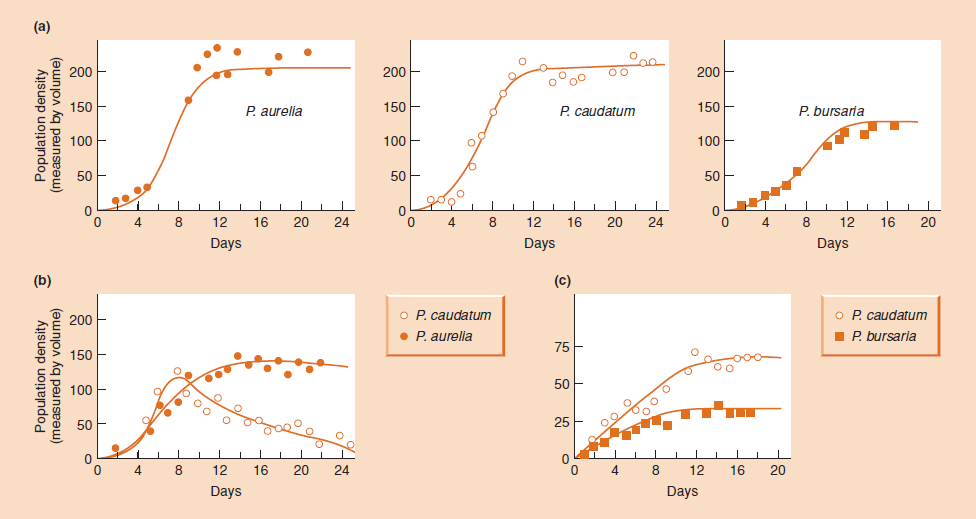 (a)
Population density
(measured by volume)
200
150
100
50
0
0 4 8 12 16 20 24
Days
P. aurelia
200
150
100
50
0
0 4 8 12 16 20 24
Days
P. caudatum
200
150
100
50
0
0 4 8 12 16 20
Days
P. bursaria
(b)
Population density
(measured by volume)
200
150
100
50
0
0 4 8 12 16 20 24
Days
P. caudatum
P. aurelia
(c)
75
50
25
0
0 4 8 12 16 20
Days
P. caudatum
P. bursaria